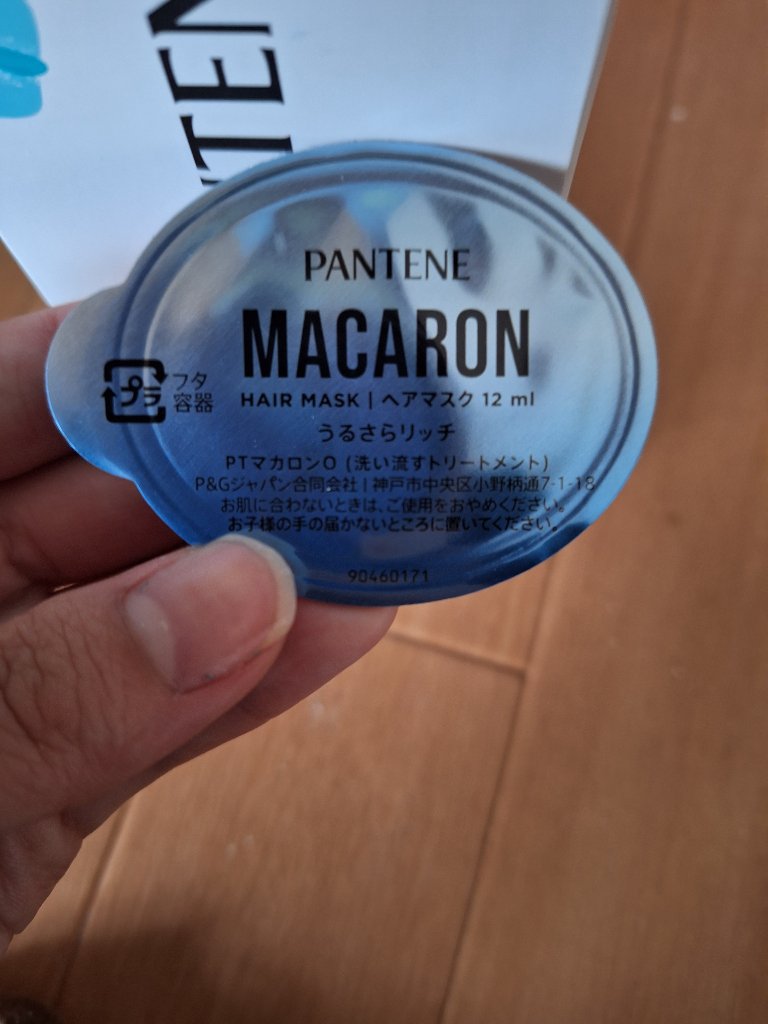 NTEN
PANTENE
MACARON
HAIR MASK | ヘアマスク 12 ml
うるさらリッチ
プラ
フタ
容器
PTマカロンO (洗い流すトリートメント)
P&Gジャパン合同会社 | 神戸市中央区小野柄通7-1-18
お肌に合わないときは、ご使用をおやめください。
お子様の手の届かないところに置いてください。
90460171